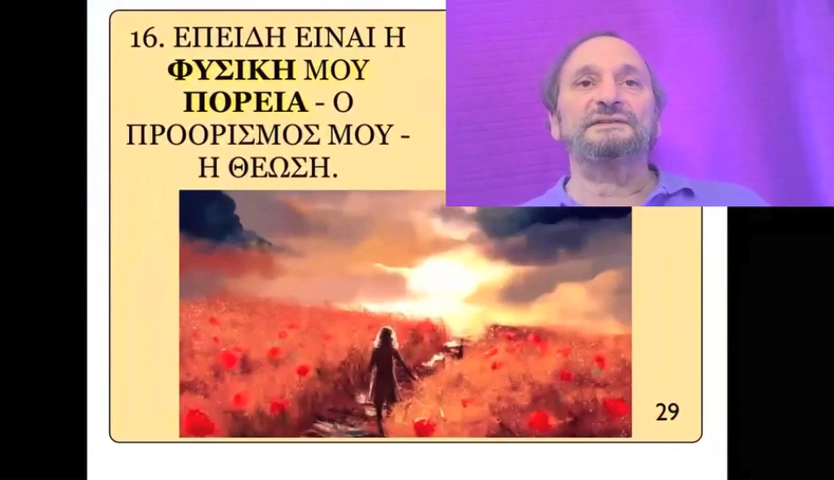 16. ΕΠΕΙΔΗ ΕΙΝΑΙ Η
ΦΥΣΙΚΗ ΜΟΥ
ΠΟΡΕΙΑ - Ο
ΠΡΟΟΡΙΣΜΟΣ ΜΟΥ -
Η ΘΕΩΣΗ.
29